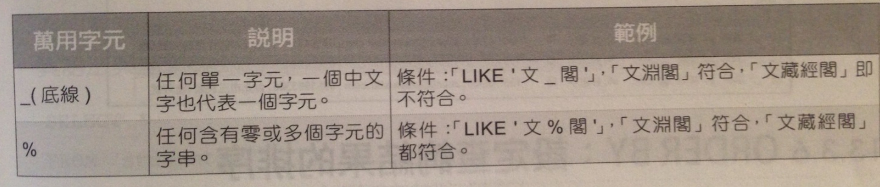 萬用字元 說明 範例
_(底線) 任何單一字元，一個中文字也代表一個字元。 條件：「LIKE '文_閣'」，「文淵閣」符合，「文藏經閣」即不符合。
% 任何含有零或多個字元的字串。 條件：「LIKE '文%閣'」，「文淵閣」符合，「文藏經閣」都符合。